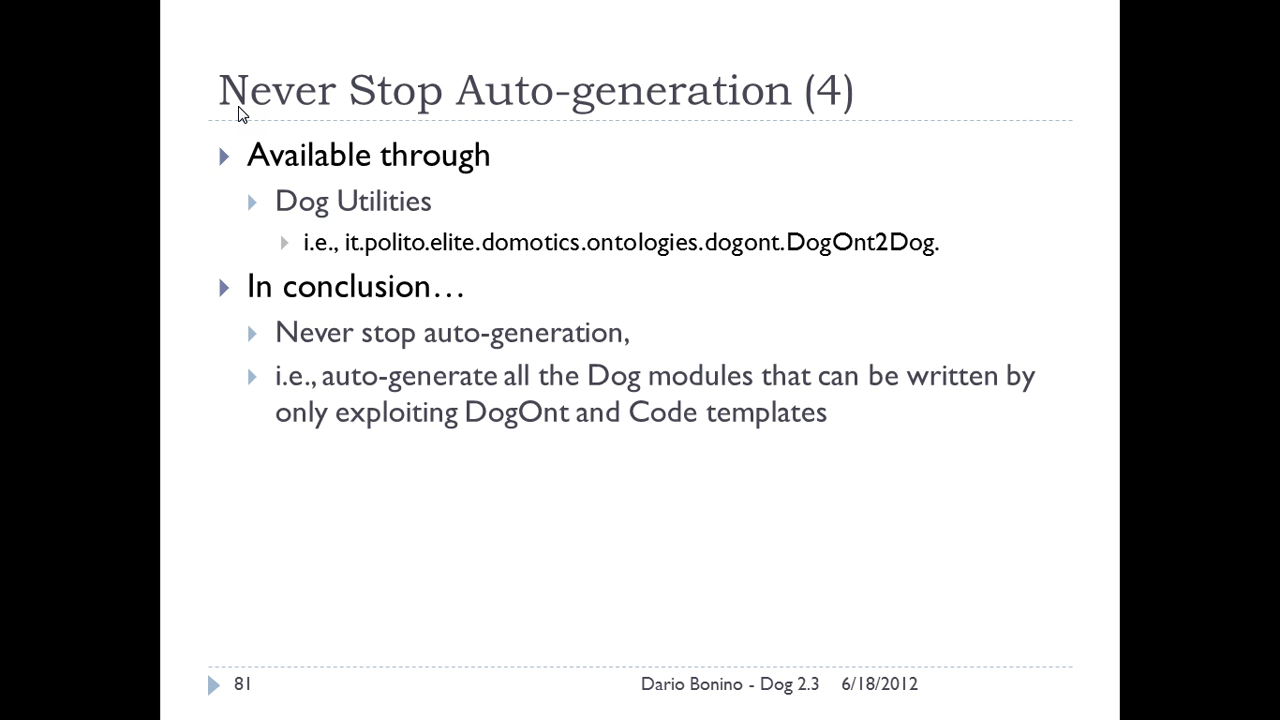 Never Stop Auto-generation (4)
Available through
Dog Utilities
i.e., it.polito.elite.domotics.ontologies.dogont.DogOnt2Dog.
In conclusion…
Never stop auto-generation,
i.e., auto-generate all the Dog modules that can be written by
only exploiting DogOnt and Code templates
81
Dario Bonino - Dog 2.3 6/18/2012